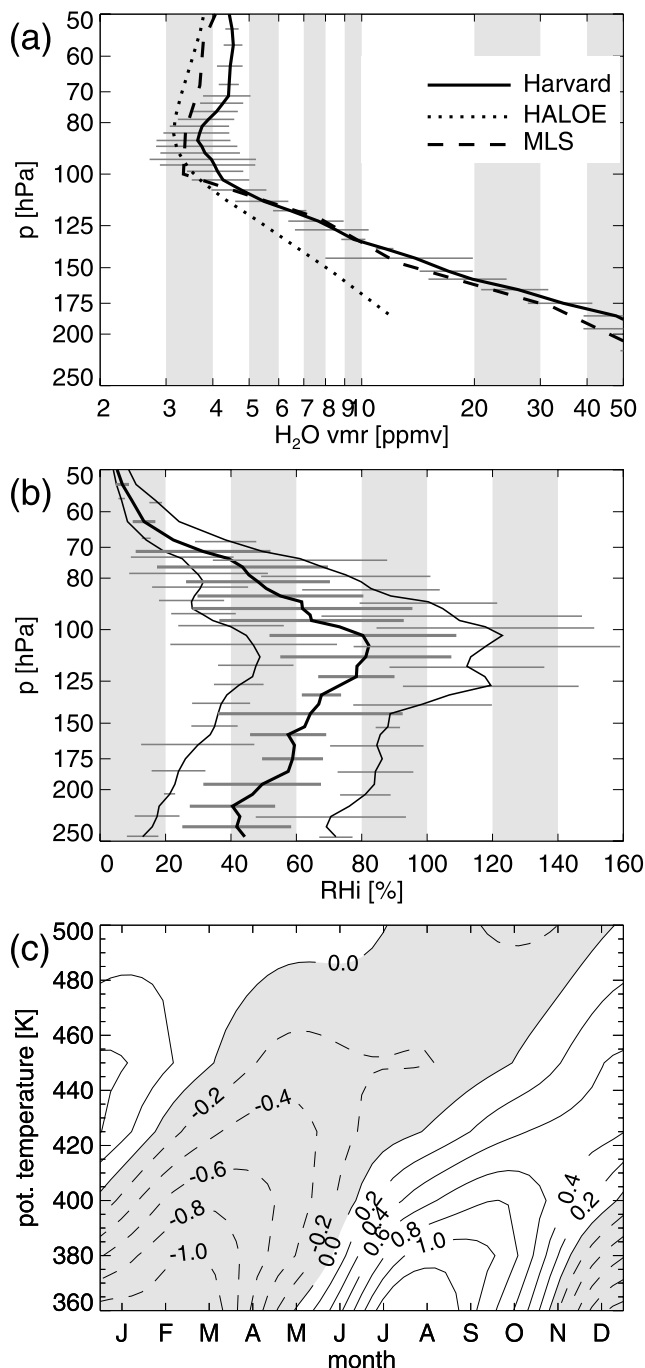 (a)
50
60
70
80
100
125
150
175
200
250
p [hPa]
Harvard
HALOE
MLS
2 3 4 5 6 7 8 9 10 20 30 40 50
H2O vmr [ppmv]
(b)
50
60
70
80
100
125
150
175
200
250
p [hPa]
0 20 40 60 80 100 120 140 160
RHi [%]
(c)
500
480
460
440
420
400
380
360
pot. temperature [K]
0.0
-0.2
-0.4
-0.6
-0.8
-1.0
-0.2
0.0
0.2
0.4
0.6
0.8
1.0
0.4
0.2
J F M A M J J A S O N D
month